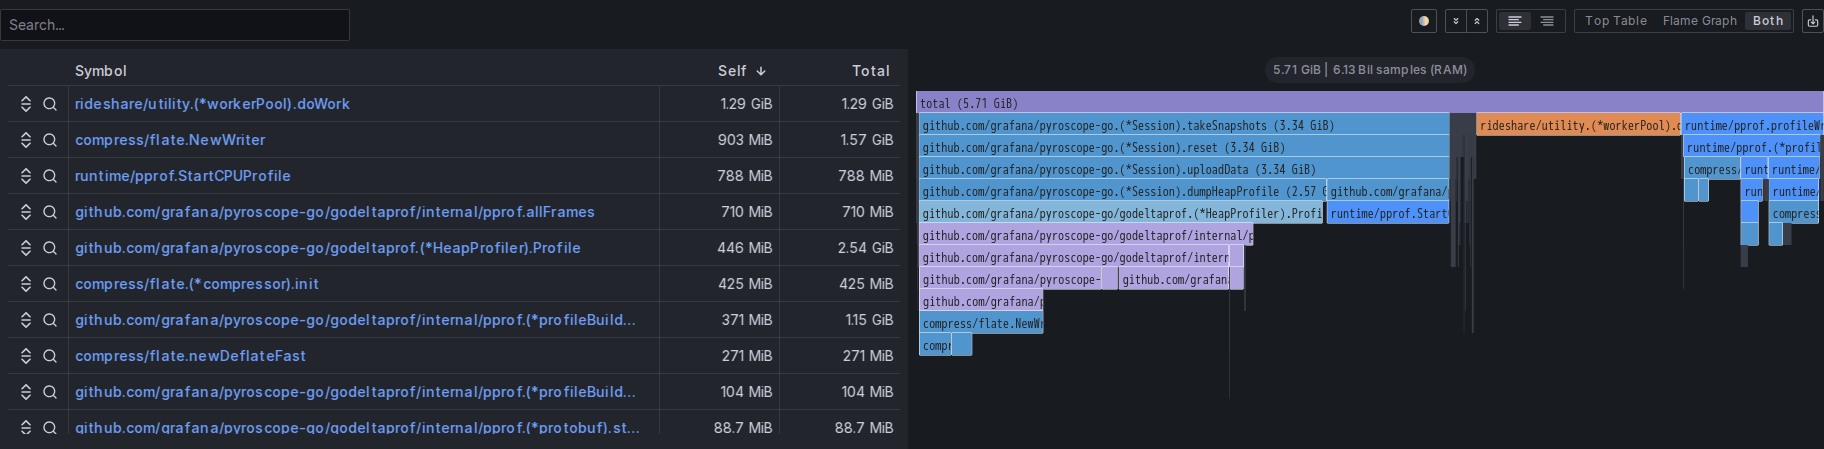 Search...
Top Table Flame Graph Both
Symbol Self Total
rideshare/utility.(*workerPool).doWork 1.29 GiB 1.29 GiB
compress/flate.NewWriter 903 MiB 1.57 GiB
runtime/pprof.StartCPUProfile 788 MiB 788 MiB
github.com/grafana/pyroscope-go/godeltaprof/internal/pprof.allFrames 710 MiB 710 MiB
github.com/grafana/pyroscope-go/godeltaprof.(*HeapProfiler).Profile 446 MiB 2.54 GiB
compress/flate.(*compressor).init 425 MiB 425 MiB
github.com/grafana/pyroscope-go/godeltaprof/internal/pprof.(*profileBuild... 371 MiB 1.15 GiB
compress/flate.newDeflateFast 271 MiB 271 MiB
github.com/grafana/pyroscope-go/godeltaprof/internal/pprof.(*profileBuild... 104 MiB 104 MiB
github.com/grafana/pyroscope-go/godeltaprof/internal/pprof.(*protobuf).st... 88.7 MiB 88.7 MiB
5.71 GiB | 6.13 Bil samples (RAM)
total (5.71 GiB)
github.com/grafana/pyroscope-go.(*Session).takeSnapshots (3.34 GiB) rideshare/utility.(*workerPool).d runtime/pprof.profileW
github.com/grafana/pyroscope-go.(*Session).reset (3.34 GiB) runtime/pprof.(*profil
github.com/grafana/pyroscope-go.(*Session).uploadData (3.34 GiB) compress/ runt runtime/
github.com/grafana/pyroscope-go.(*Session).dumpHeapProfile (2.57 G github.com/grafana/ run runtime/
github.com/grafana/pyroscope-go/godeltaprof.(*HeapProfiler).Profi runtime/pprof.Start compress
github.com/grafana/pyroscope-go/godeltaprof/internal/p
github.com/grafana/pyroscope-go/godeltaprof/intern
github.com/grafana/pyroscope- github.com/grafana
github.com/grafana/p
compress/flate.NewWr
compr